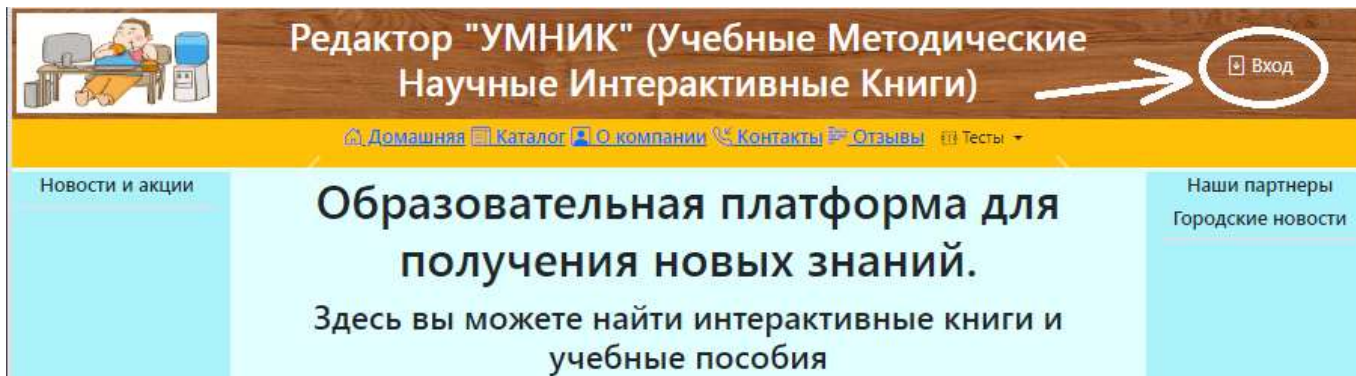 Редактор "УМНИК" (Учебные Методические
Научные Интерактивные Книги)
Вход
Домашняя Каталог О компании Контакты Отзывы Тесты
Новости и акции
Образовательная платформа для
получения новых знаний.
Здесь вы можете найти интерактивные книги и
учебные пособия
Наши партнеры
Городские новости